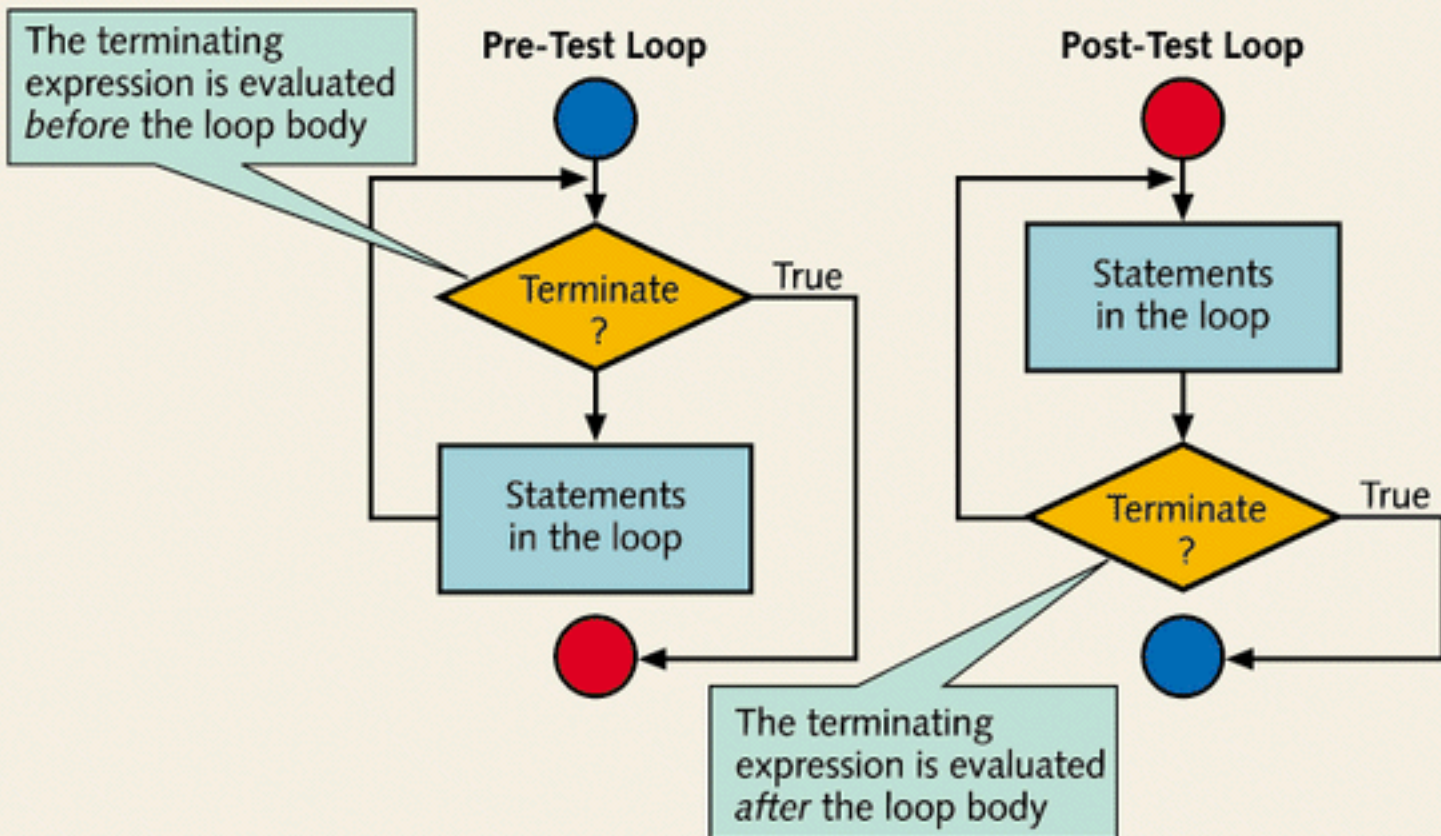 The terminating
expression is evaluated
before the loop body
Pre-Test Loop
Terminate
?
True
Statements
in the loop
Post-Test Loop
Statements
in the loop
Terminate
?
True
The terminating
expression is evaluated
after the loop body